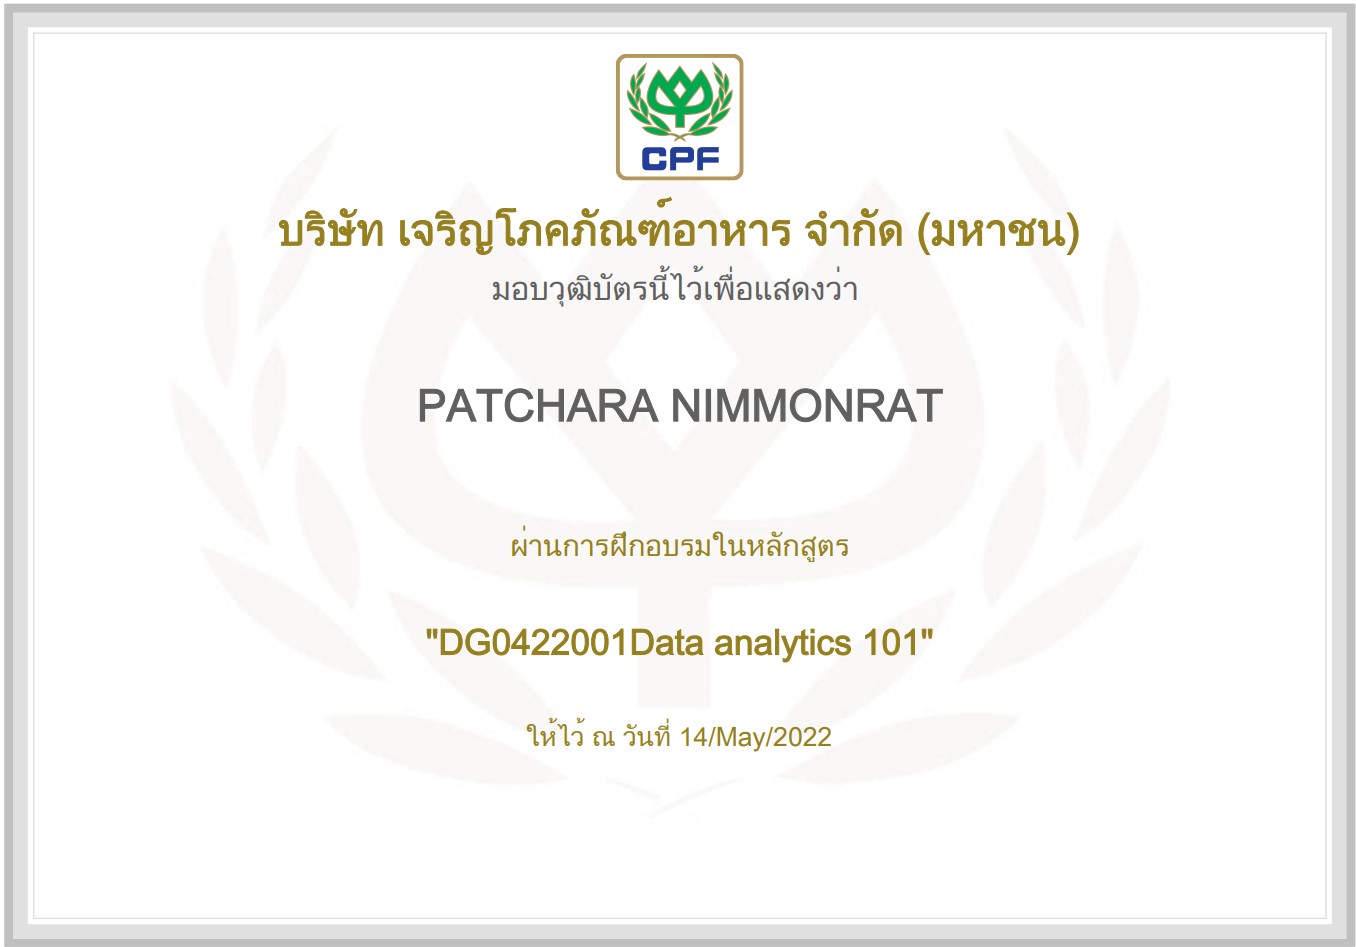 CPF
บริษัท เจริญโภคภัณฑ์อาหาร จำกัด (มหาชน)
มอบวุฒิบัตรนี้ไว้เพื่อแสดงว่า
PATCHARA NIMMONRAT
ผ่านการฝึกอบรมในหลักสูตร
"DG0422001Data analytics 101"
ให้ไว้ ณ วันที่ 14/May/2022